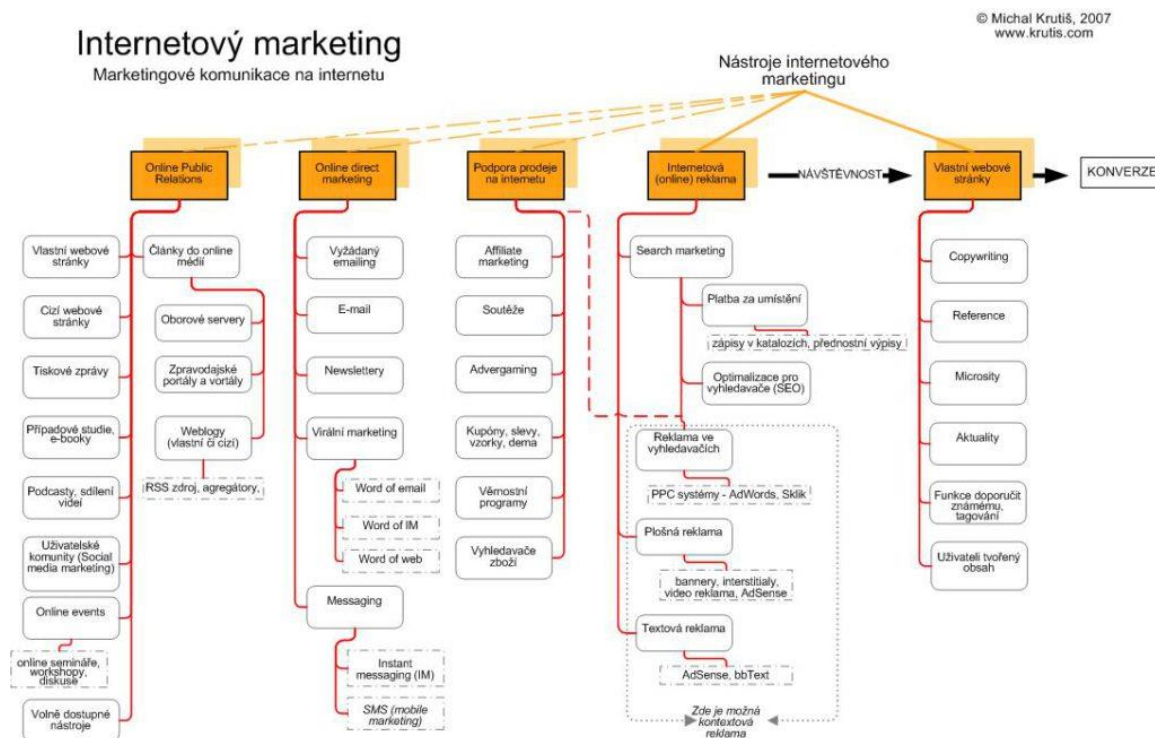 © Michal Krutiš, 2007
www.krutis.com
Internetový marketing
Marketingové komunikace na internetu
Nástroje internetového
marketingu
Online Public
Relations
Online direct
marketing
Podpora prodeje
na internetu
Internetová
(online) reklama
NÁVŠTĚVNOST
Vlastní webové
stránky
KONVERZE
Vlastní webové
stránky
Cizí webové
stránky
Tiskové zprávy
Případové studie,
e-booky
Podcasty, sdílení
videí
Uživatelské
komunity (Social
media marketing)
Online events
online semináře,
workshopy,
diskuse
Volně dostupné
nástroje
Články do online
médií
Oborové servery
Zpravodajské
portály a vortály
Weblogy
(vlastní či cizí)
RSS zdroj, agregátory,
Vyžádaný
emailing
E-mail
Newslettery
Virální marketing
Word of email
Word of IM
Word of web
Messaging
Instant
messaging (IM)
SMS (mobile
marketing)
Affiliate
marketing
Soutěže
Advergaming
Kupóny, slevy,
vzorky, dema
Věrnostní
programy
Vyhledavače
zboží
Search marketing
Platba za umístění
zápisy v katalozích, přednostní výpisy
Optimalizace pro
vyhledavače (SEO)
Reklama ve
vyhledavačích
PPC systémy - AdWords, Sklik
Plošná reklama
bannery, interstitialy,
video reklama, AdSense
Textová reklama
AdSense, bbText
Zde je možná
kontextová
reklama
Copywriting
Reference
Microsity
Aktuality
Funkce doporučit
známému,
tagování
Uživateli tvořený
obsah